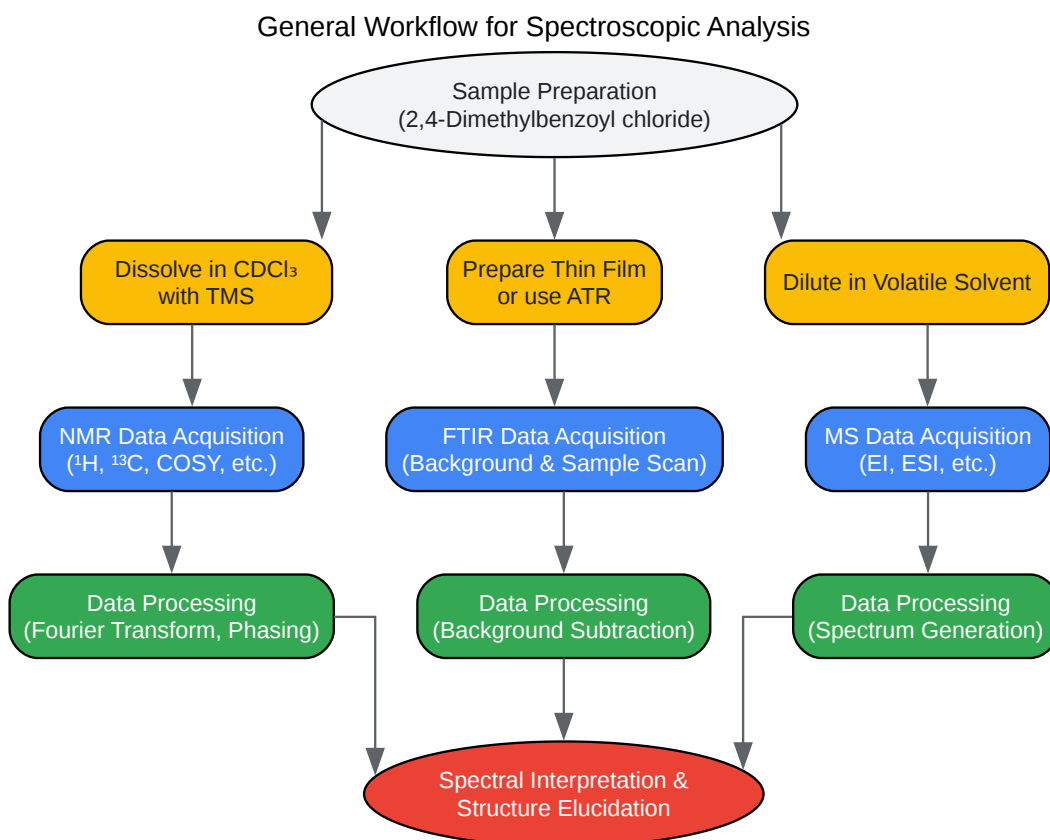 General Workflow for Spectroscopic Analysis
Sample Preparation
(2,4-Dimethylbenzoyl chloride)
Dissolve in CDCl₃
with TMS
Prepare Thin Film
or use ATR
Dilute in Volatile Solvent
NMR Data Acquisition
(¹H, ¹³C, COSY, etc.)
FTIR Data Acquisition
(Background & Sample Scan)
MS Data Acquisition
(EI, ESI, etc.)
Data Processing
(Fourier Transform, Phasing)
Data Processing
(Background Subtraction)
Data Processing
(Spectrum Generation)
Spectral Interpretation &
Structure Elucidation